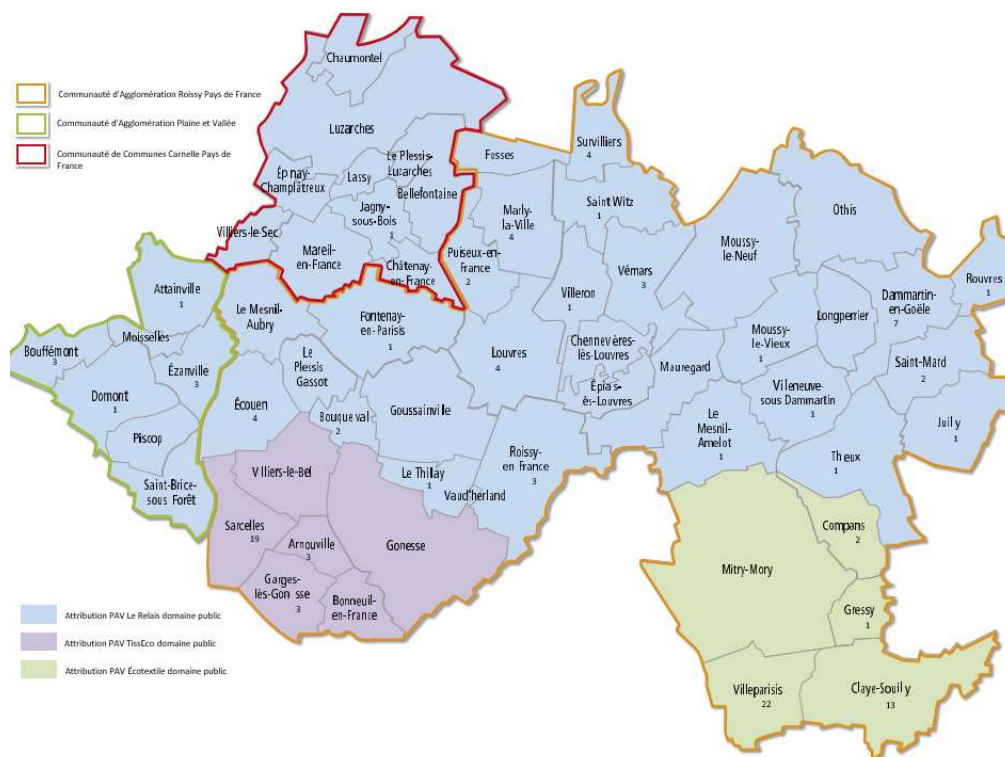 Communauté d'Agglomération Roissy Pays de France
Communauté d'Agglomération Plaine et Vallée
Communauté de Communes Carnelle Pays de
France
Chaumontel
Luzarches
Le Plessis-
Luzarches
Lassy
Épinay-
Champlâtreux
Bellefontaine
Jagny-
sous-Bois
1
Villiers-le-Sec
Mareil-
en-France
Châtenay-
en-France
Fosses
Survilliers
4
Saint Witz
1
Marly-
la-Ville
4
Puiseux-en-
France
2
Villeron
1
Vémars
3
Moussy-
le-Neuf
Othis
Rouvres
1
Dammartin-
en-Goële
7
Longperrier
Moussy-
le-Vieux
1
Saint-Mard
2
Juilly
1
Villeneuve-
sous Dammartin
1
Mauregard
Chennevières-
lès-Louvres
Épiais-
ès-Louvres
Le
Mesnil-
Amelot
1
Thieux
1
Attainville
1
Moisselles
Bouffémont
3
Ézanville
3
Domont
1
Piscop
Saint-Brice-
sous Forêt
Le Mesnil-
Aubry
Fontenay-
en-Parisis
1
Le
Plessis
Gassot
Écouen
4
Bouqueval
2
Goussainville
Louvres
4
Roissy-
en France
3
Le Thillay
1
Vaud'herland
Villiers-le-Bel
Sarcelles
19
Arnouville
3
Gonesse
Garges-
lès-Gonesse
3
Bonneuil-
en-France
Compans
2
Mitry-Mory
Gressy
1
Villeparisis
22
Claye-Souilly
13
Attribution PAV Le Relais domaine public
Attribution PAV TissEco domaine public
Attribution PAV Écotextile domaine public